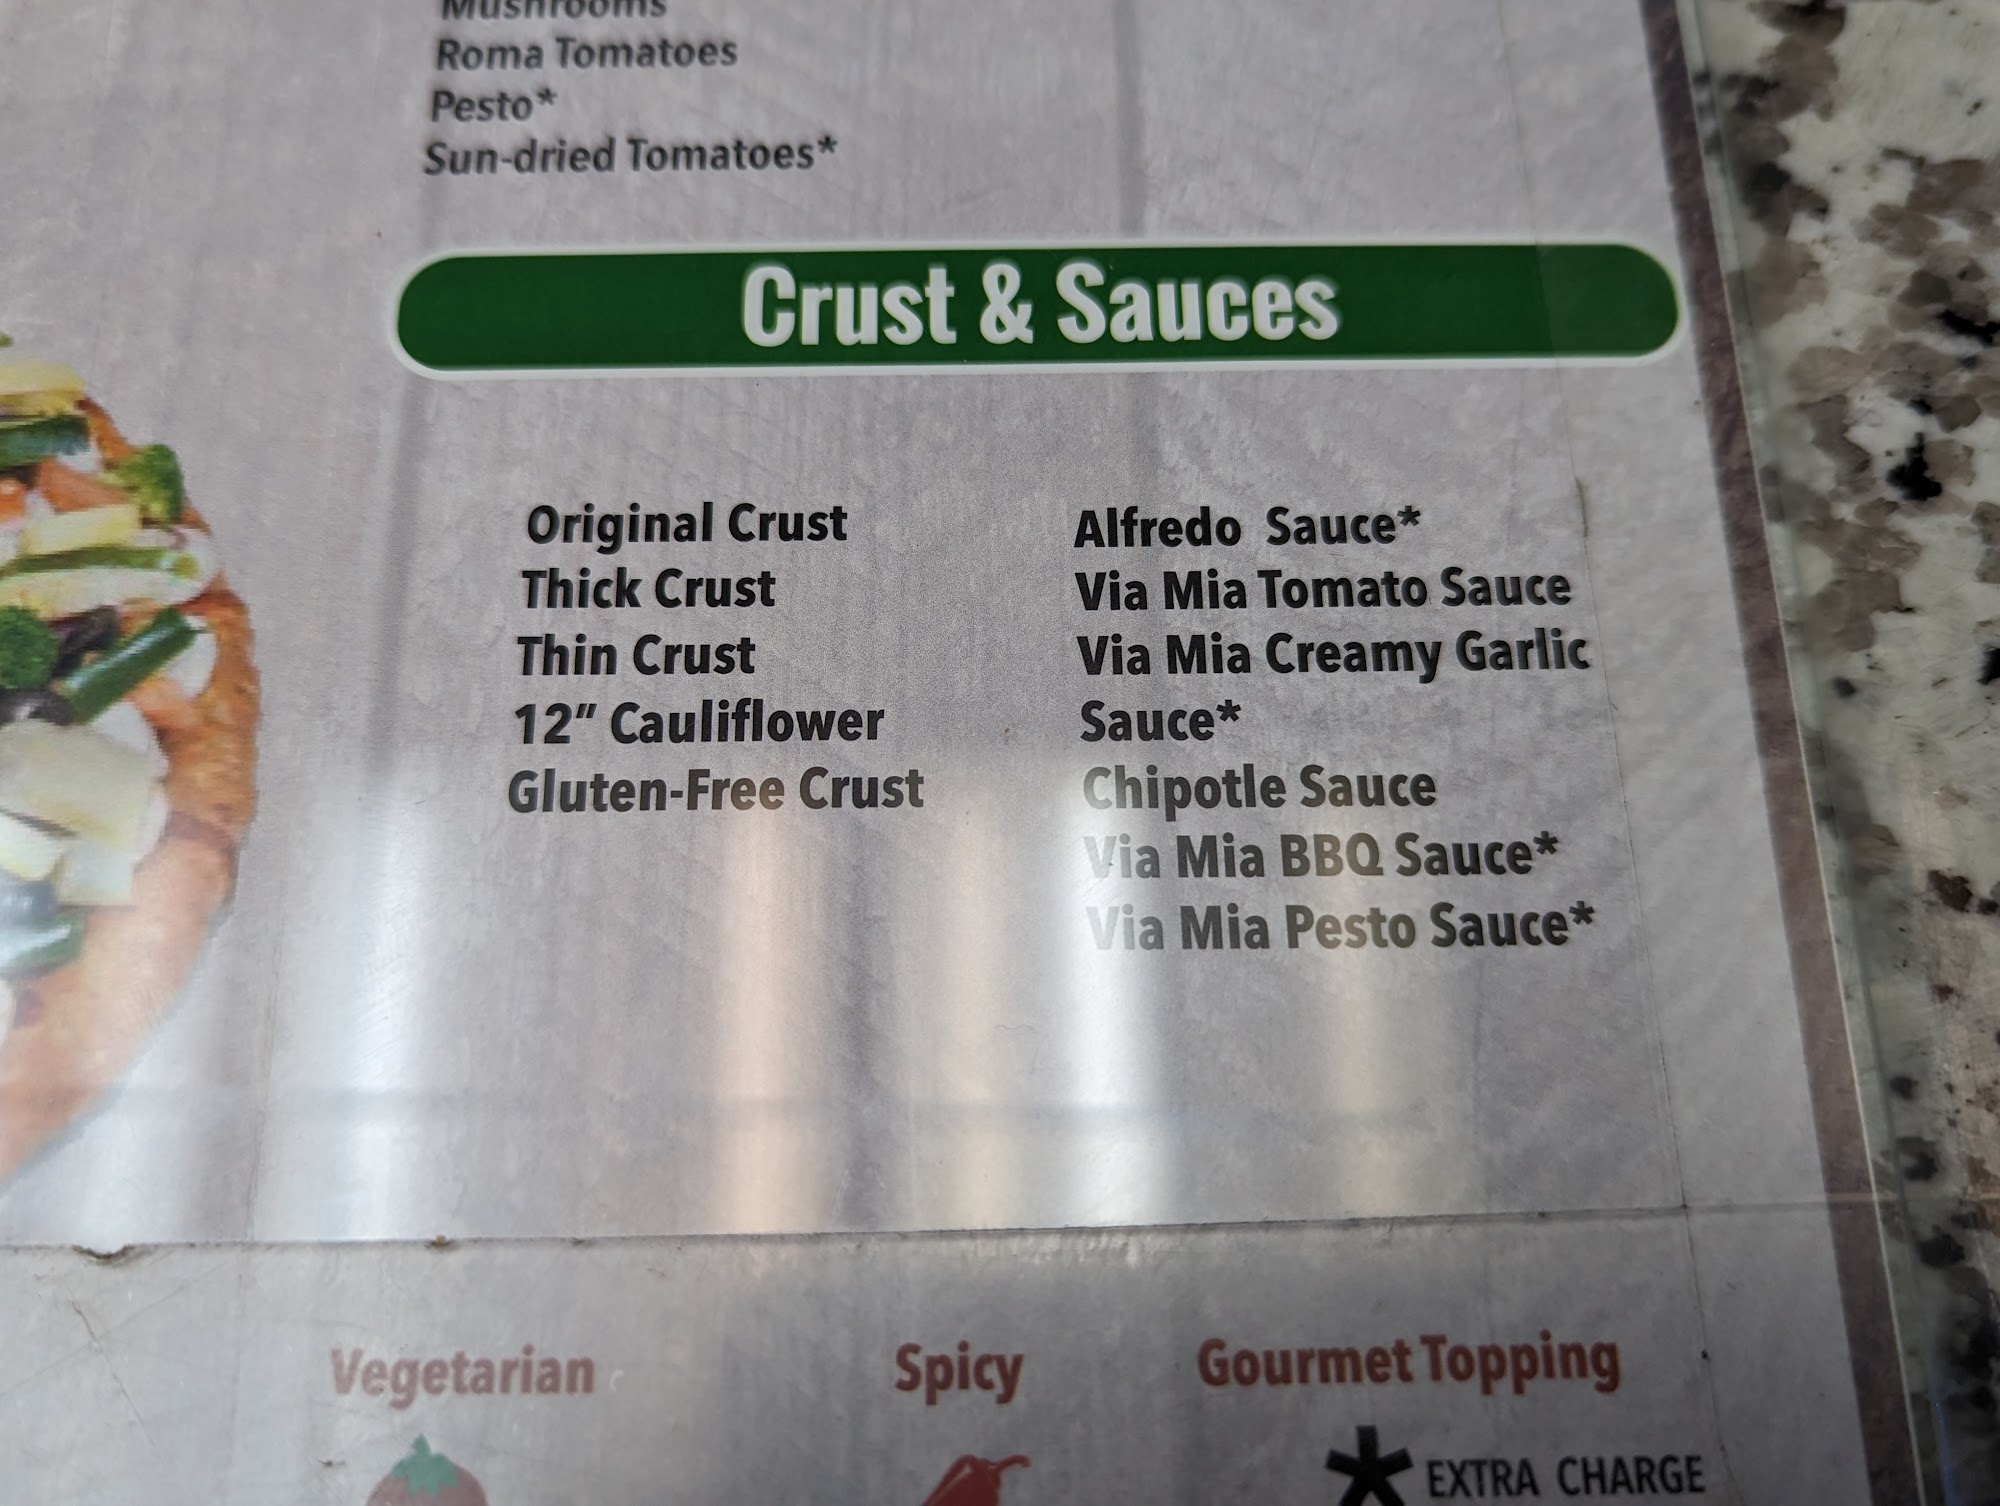 Mushrooms
Roma Tomatoes
Pesto*
Sun-dried Tomatoes*
Crust & Sauces
Original Crust
Thick Crust
Thin Crust
12" Cauliflower
Gluten-Free Crust
Alfredo Sauce*
Via Mia Tomato Sauce
Via Mia Creamy Garlic
Sauce*
Chipotle Sauce
Via Mia BBQ Sauce*
Via Mia Pesto Sauce*
Vegetarian
Spicy
Gourmet Topping
* EXTRA CHARGE